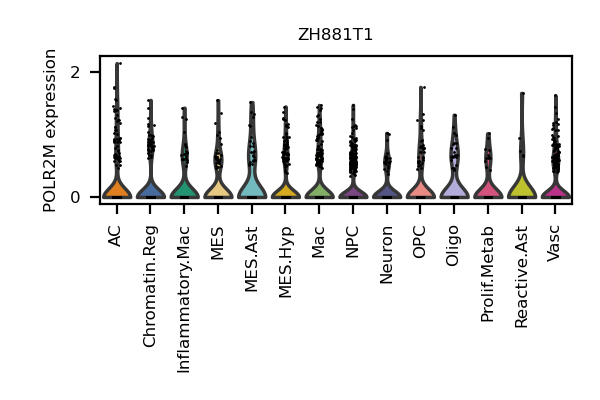 ZH881T1
POLR2M expression
2
0
AC
Chromatin.Reg
Inflammatory.Mac
MES
MES.Ast
MES.Hyp
Mac
NPC
Neuron
OPC
Oligo
Prolif.Metab
Reactive.Ast
Vasc